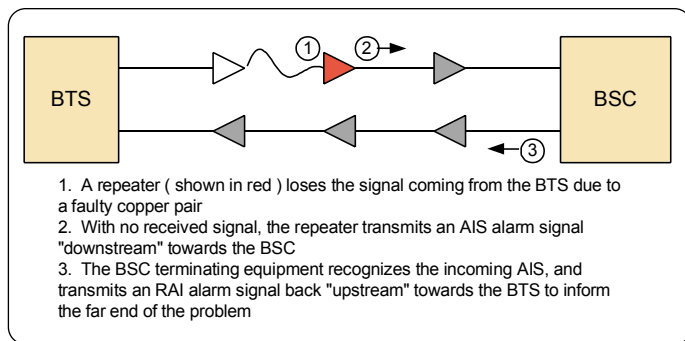 1 2
BTS BSC
3
1. A repeater ( shown in red ) loses the signal coming from the BTS due to
a faulty copper pair
2. With no received signal, the repeater transmits an AIS alarm signal
"downstream" towards the BSC
3. The BSC terminating equipment recognizes the incoming AIS, and
transmits an RAI alarm signal back "upstream" towards the BTS to inform
the far end of the problem